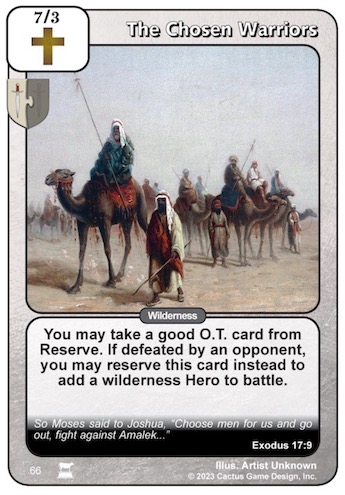 7/3
The Chosen Warriors
Wilderness
You may take a good O.T. card from
Reserve. If defeated by an opponent,
you may reserve this card instead to
add a wilderness Hero to battle.
So Moses said to Joshua, "Choose men for us and go
out, fight against Amalek..."
Exodus 17:9
66
Illus. Artist Unknown
© 2023 Cactus Game Design, Inc.